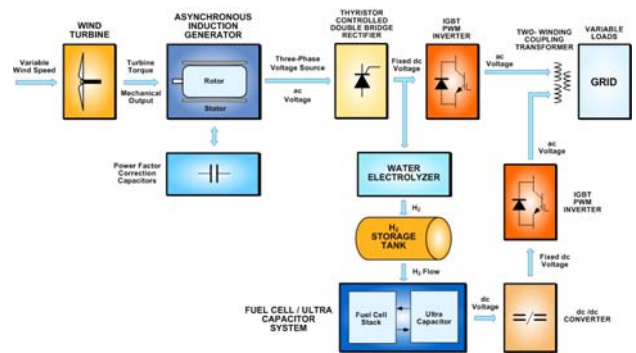 WIND
TURBINE
ASYNCHRONOUS
INDUCTION
GENERATOR
THYRISTOR
CONTROLLED
DOUBLE BRIDGE
RECTIFIER
IGBT
PWM
INVERTER
TWO- WINDING
COUPLING
TRANSFORMER
VARIABLE
LOADS
Variable
Wind Speed
Turbine
Torque
Mechanical
Output
Rotor
Stator
Three-Phase
Voltage Source
ac
Voltage
Fixed dc
Voltage
ac
Voltage
GRID
Power Factor
Correction
Capacitors
WATER
ELECTROLYZER
H2
H2
STORAGE
TANK
H2 Flow
ac
Voltage
IGBT
PWM
INVERTER
Fixed dc
Voltage
FUEL CELL / ULTRA
CAPACITOR
SYSTEM
Fuel Cell
Stack
Ultra
Capacitor
dc
Voltage
=/=
dc /dc
CONVERTER